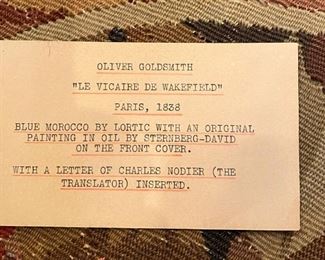 OLIVER GOLDSMITH
"LE VICAIRE DE WAKEFIELD"
PARIS, 1838
BLUE MOROCCO BY LORTIC WITH AN ORIGINAL
PAINTING IN OIL BY STERNBERG-DAVID
ON THE FRONT COVER.
WITH A LETTER OF CHARLES NODIER (THE
TRANSLATOR) INSERTED.